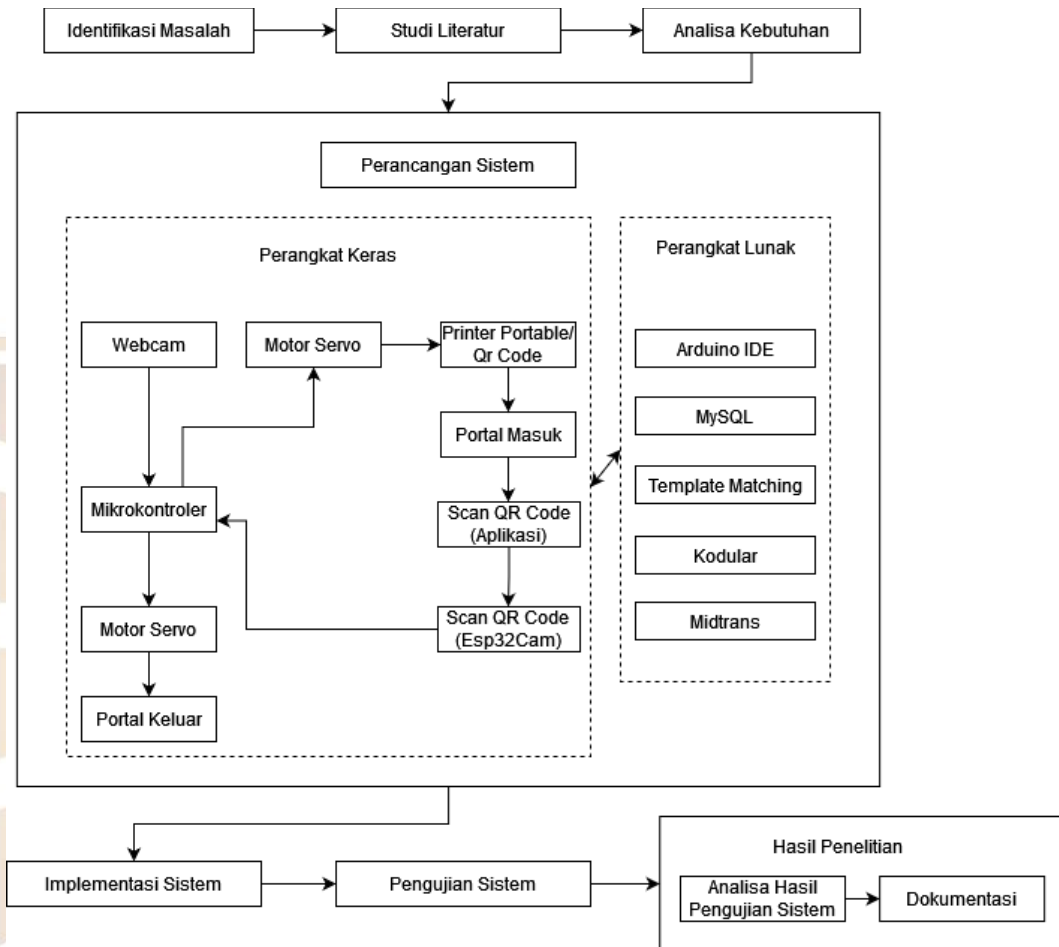 Identifikasi Masalah
Studi Literatur
Analisa Kebutuhan
Perancangan Sistem
Perangkat Keras
Webcam
Motor Servo
Printer Portable/
Qr Code
Portal Masuk
Mikrokontroler
Scan QR Code
(Aplikasi)
Motor Servo
Scan QR Code
(Esp32Cam)
Portal Keluar
Perangkat Lunak
Arduino IDE
MySQL
Template Matching
Kodular
Midtrans
Implementasi Sistem
Pengujian Sistem
Hasil Penelitian
Analisa Hasil
Pengujian Sistem
Dokumentasi